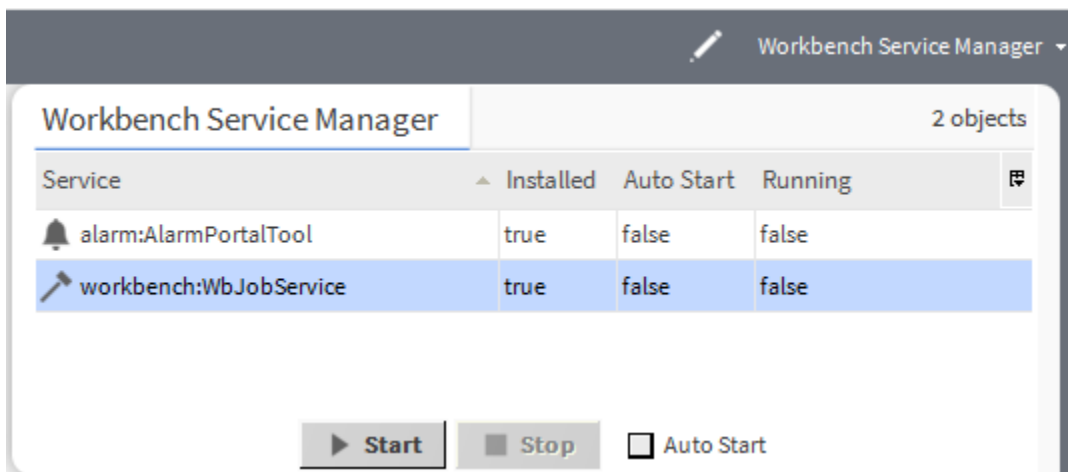 Workbench Service Manager
Workbench Service Manager 2 objects
Service Installed Auto Start Running
alarm:AlarmPortalTool true false false
workbench:WbJobService true false false
Start Stop Auto Start